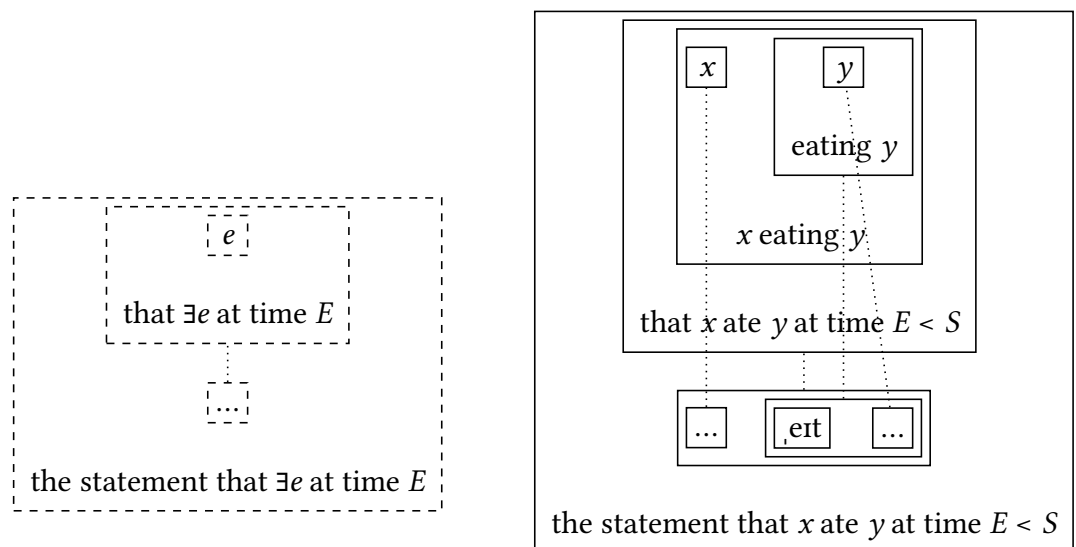 e
that ∃e at time E
...
the statement that ∃e at time E
x
y
eating y
x eating y
that x ate y at time E < S
... ˌeɪt ...
the statement that x ate y at time E < S